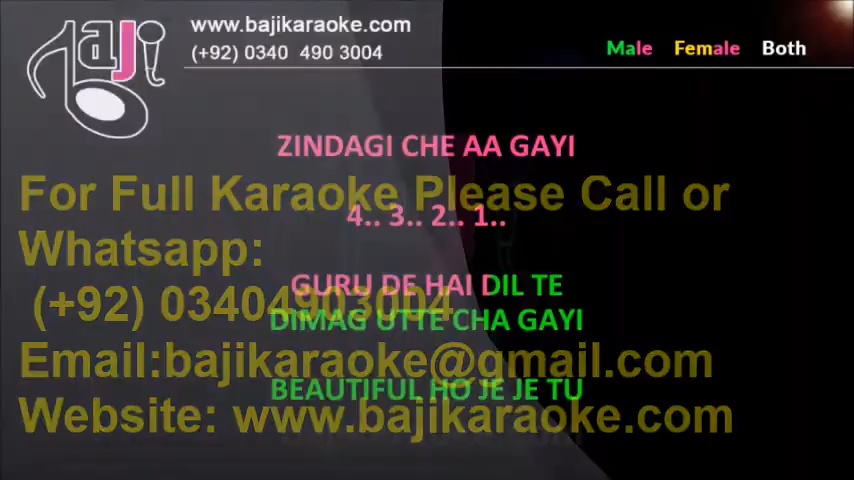 Baji
www.bajikaraoke.com
(+92) 0340 490 3004
Male Female Both
ZINDAGI CHE AA GAYI
For Full Karaoke Please Call or
4.. 3.. 2.. 1..
Whatsapp:
GURU DE HAI DIL TE
(+92) 03404903004
DIMAG UTTE CHA GAYI
Email:bajikaraoke@gmail.com
BEAUTIFUL HO JE JE TU
Website: www.bajikaraoke.com